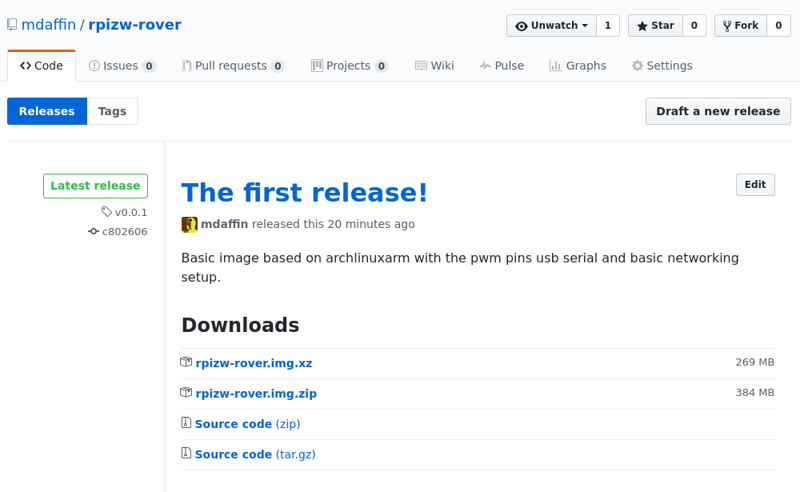 mdaffin / rpizw-rover
Unwatch 1 Star 0 Fork 0
Code Issues 0 Pull requests 0 Projects 0 Wiki Pulse Graphs Settings
Releases Tags Draft a new release
Latest release
v0.0.1
c802606
The first release! Edit
mdaffin released this 20 minutes ago
Basic image based on archlinuxarm with the pwm pins usb serial and basic networking
setup.
Downloads
rpizw-rover.img.xz 269 MB
rpizw-rover.img.zip 384 MB
Source code (zip)
Source code (tar.gz)